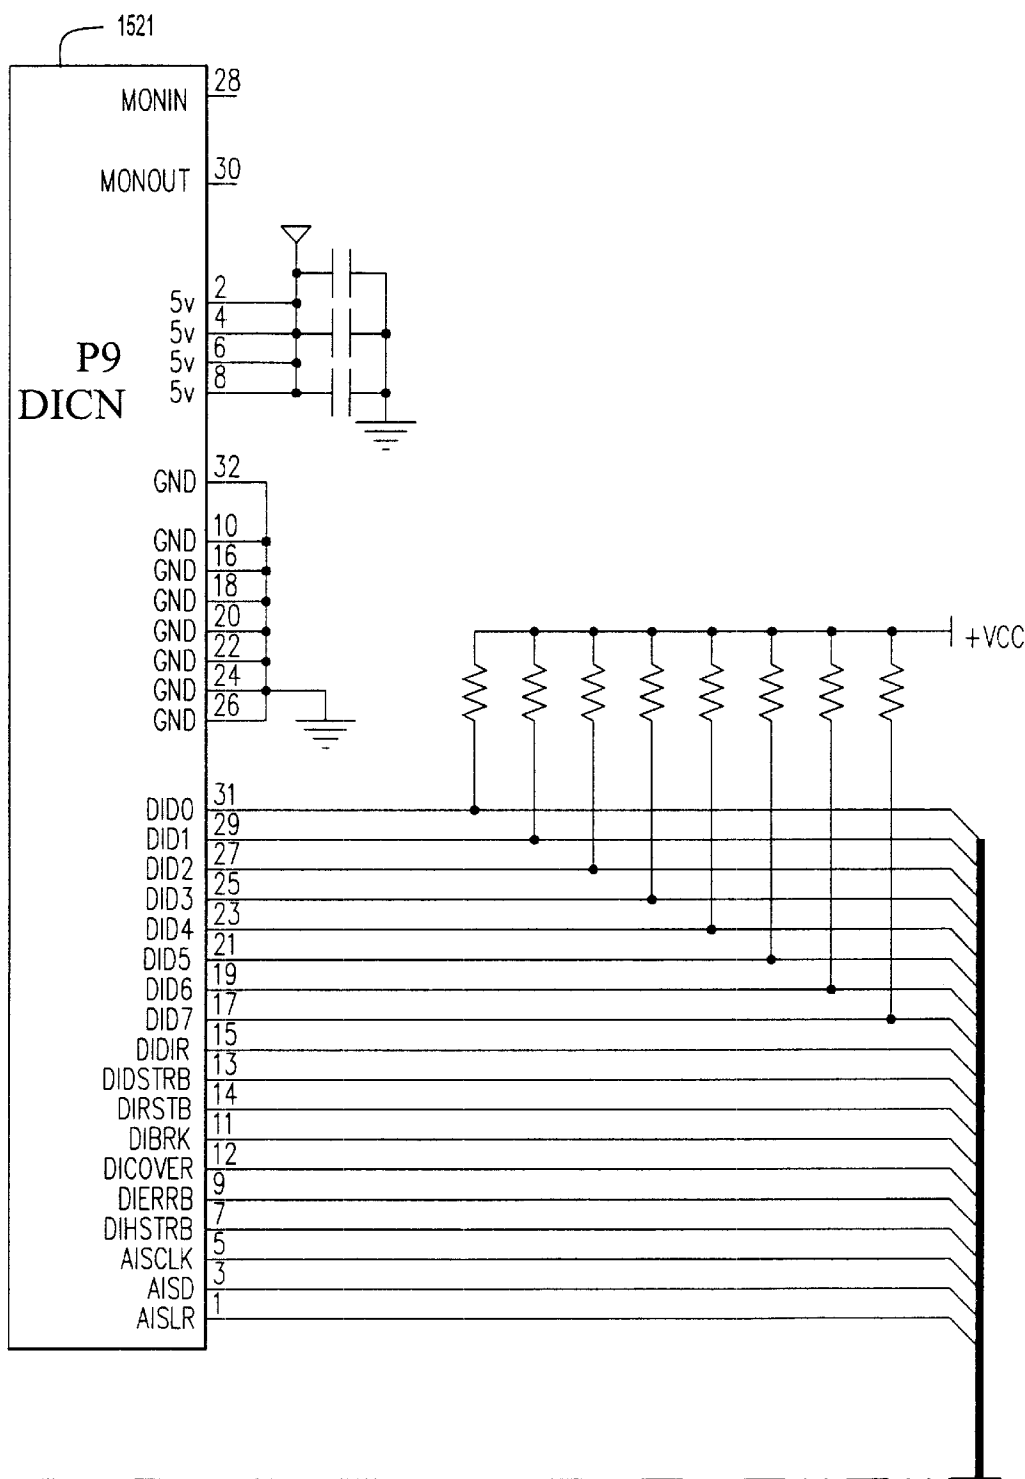 1521
MONIN 28
MONOUT 30
5v 2
5v 4
5v 6
5v 8
P9
DICN
GND 32
GND 10
GND 16
GND 18
GND 20
GND 22
GND 24
GND 26
+VCC
DID0 31
DID1 29
DID2 27
DID3 25
DID4 23
DID5 21
DID6 19
DID7 17
DIDIR 15
DIDSTRB 13
DIRSTB 14
DIBRK 11
DICOVER 12
DIERRB 9
DIHSTRB 7
AISCLK 5
AISD 3
AISLR 1